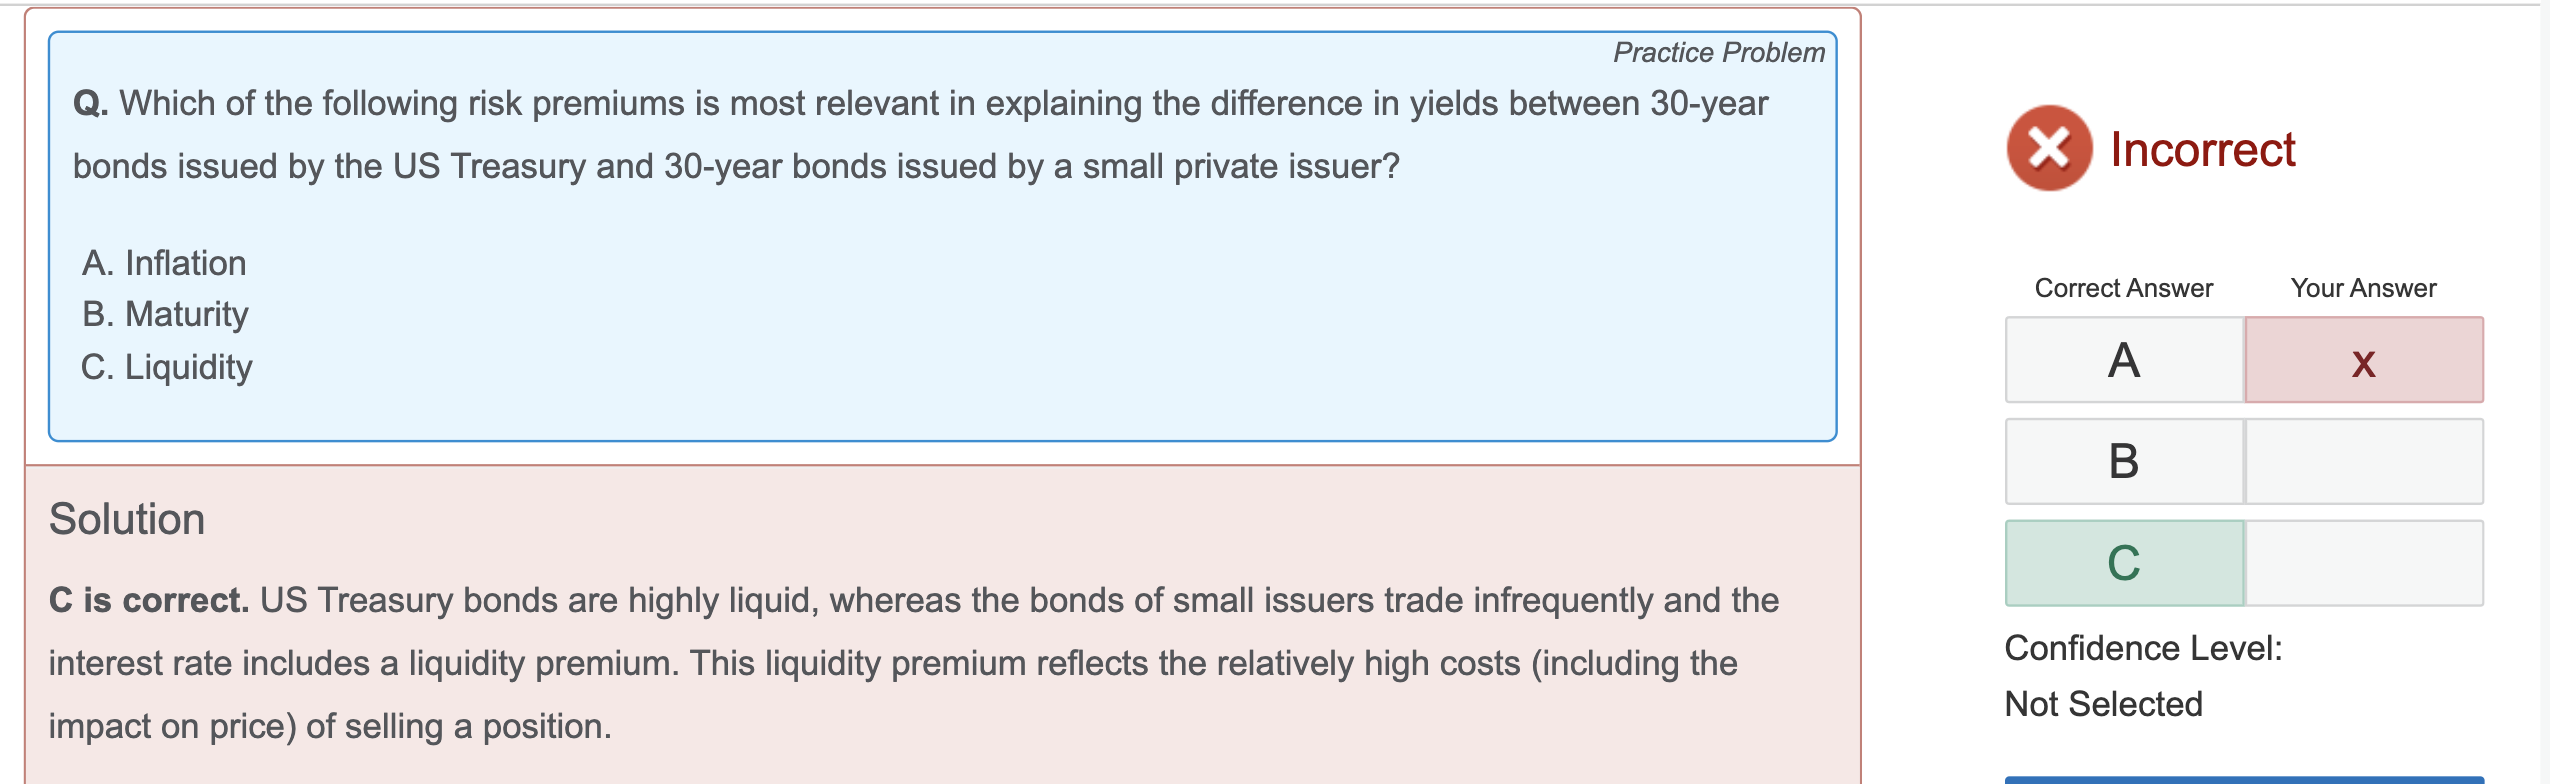 Practice Problem
Q. Which of the following risk premiums is most relevant in explaining the difference in yields between 30-year
bonds issued by the US Treasury and 30-year bonds issued by a small private issuer?
A. Inflation
B. Maturity
C. Liquidity
Solution
C is correct. US Treasury bonds are highly liquid, whereas the bonds of small issuers trade infrequently and the
interest rate includes a liquidity premium. This liquidity premium reflects the relatively high costs (including the
impact on price) of selling a position.
Incorrect
Correct Answer Your Answer
A x
B
C
Confidence Level:
Not Selected